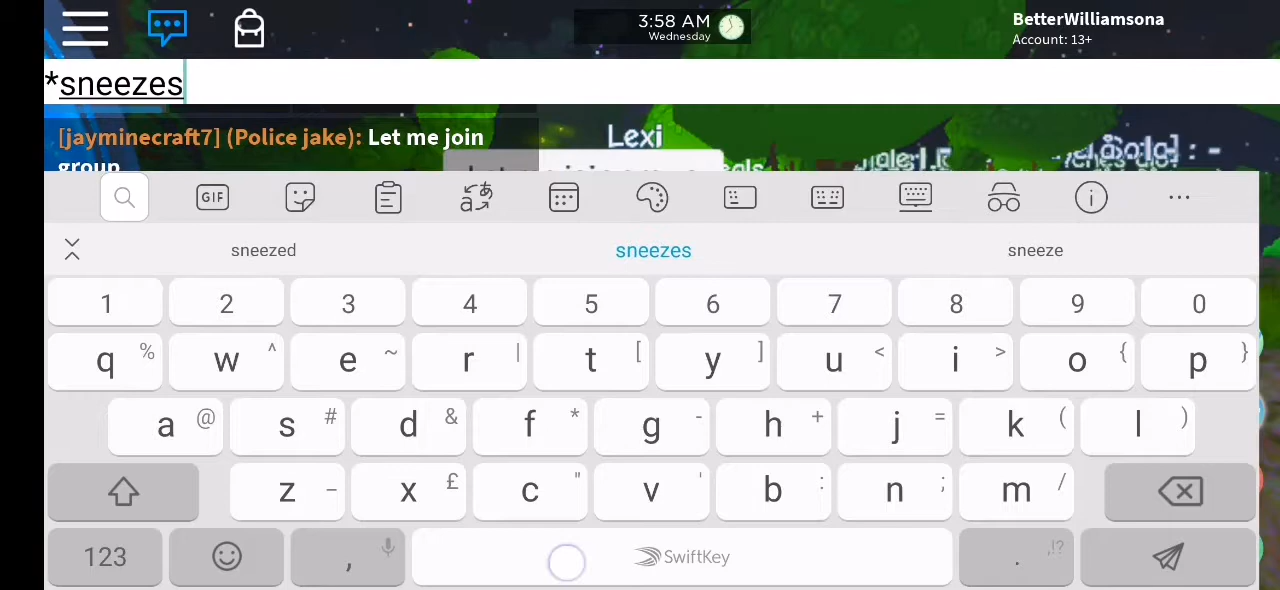 3:58 AM
Wednesday
BetterWilliamsona
Account: 13+
*sneezes
[jayminecraft7] (Police jake): Let me join
group
Lexi
GIF
sneezed sneezes sneeze
1 2 3 4 5 6 7 8 9 0
q % w ^ e ~ r | t [ y ] u < i > o { p }
a @ s # d & f * g - h + j = k ( l )
z _ x £ c " v ' b : n ; m /
123 , SwiftKey . ,!?